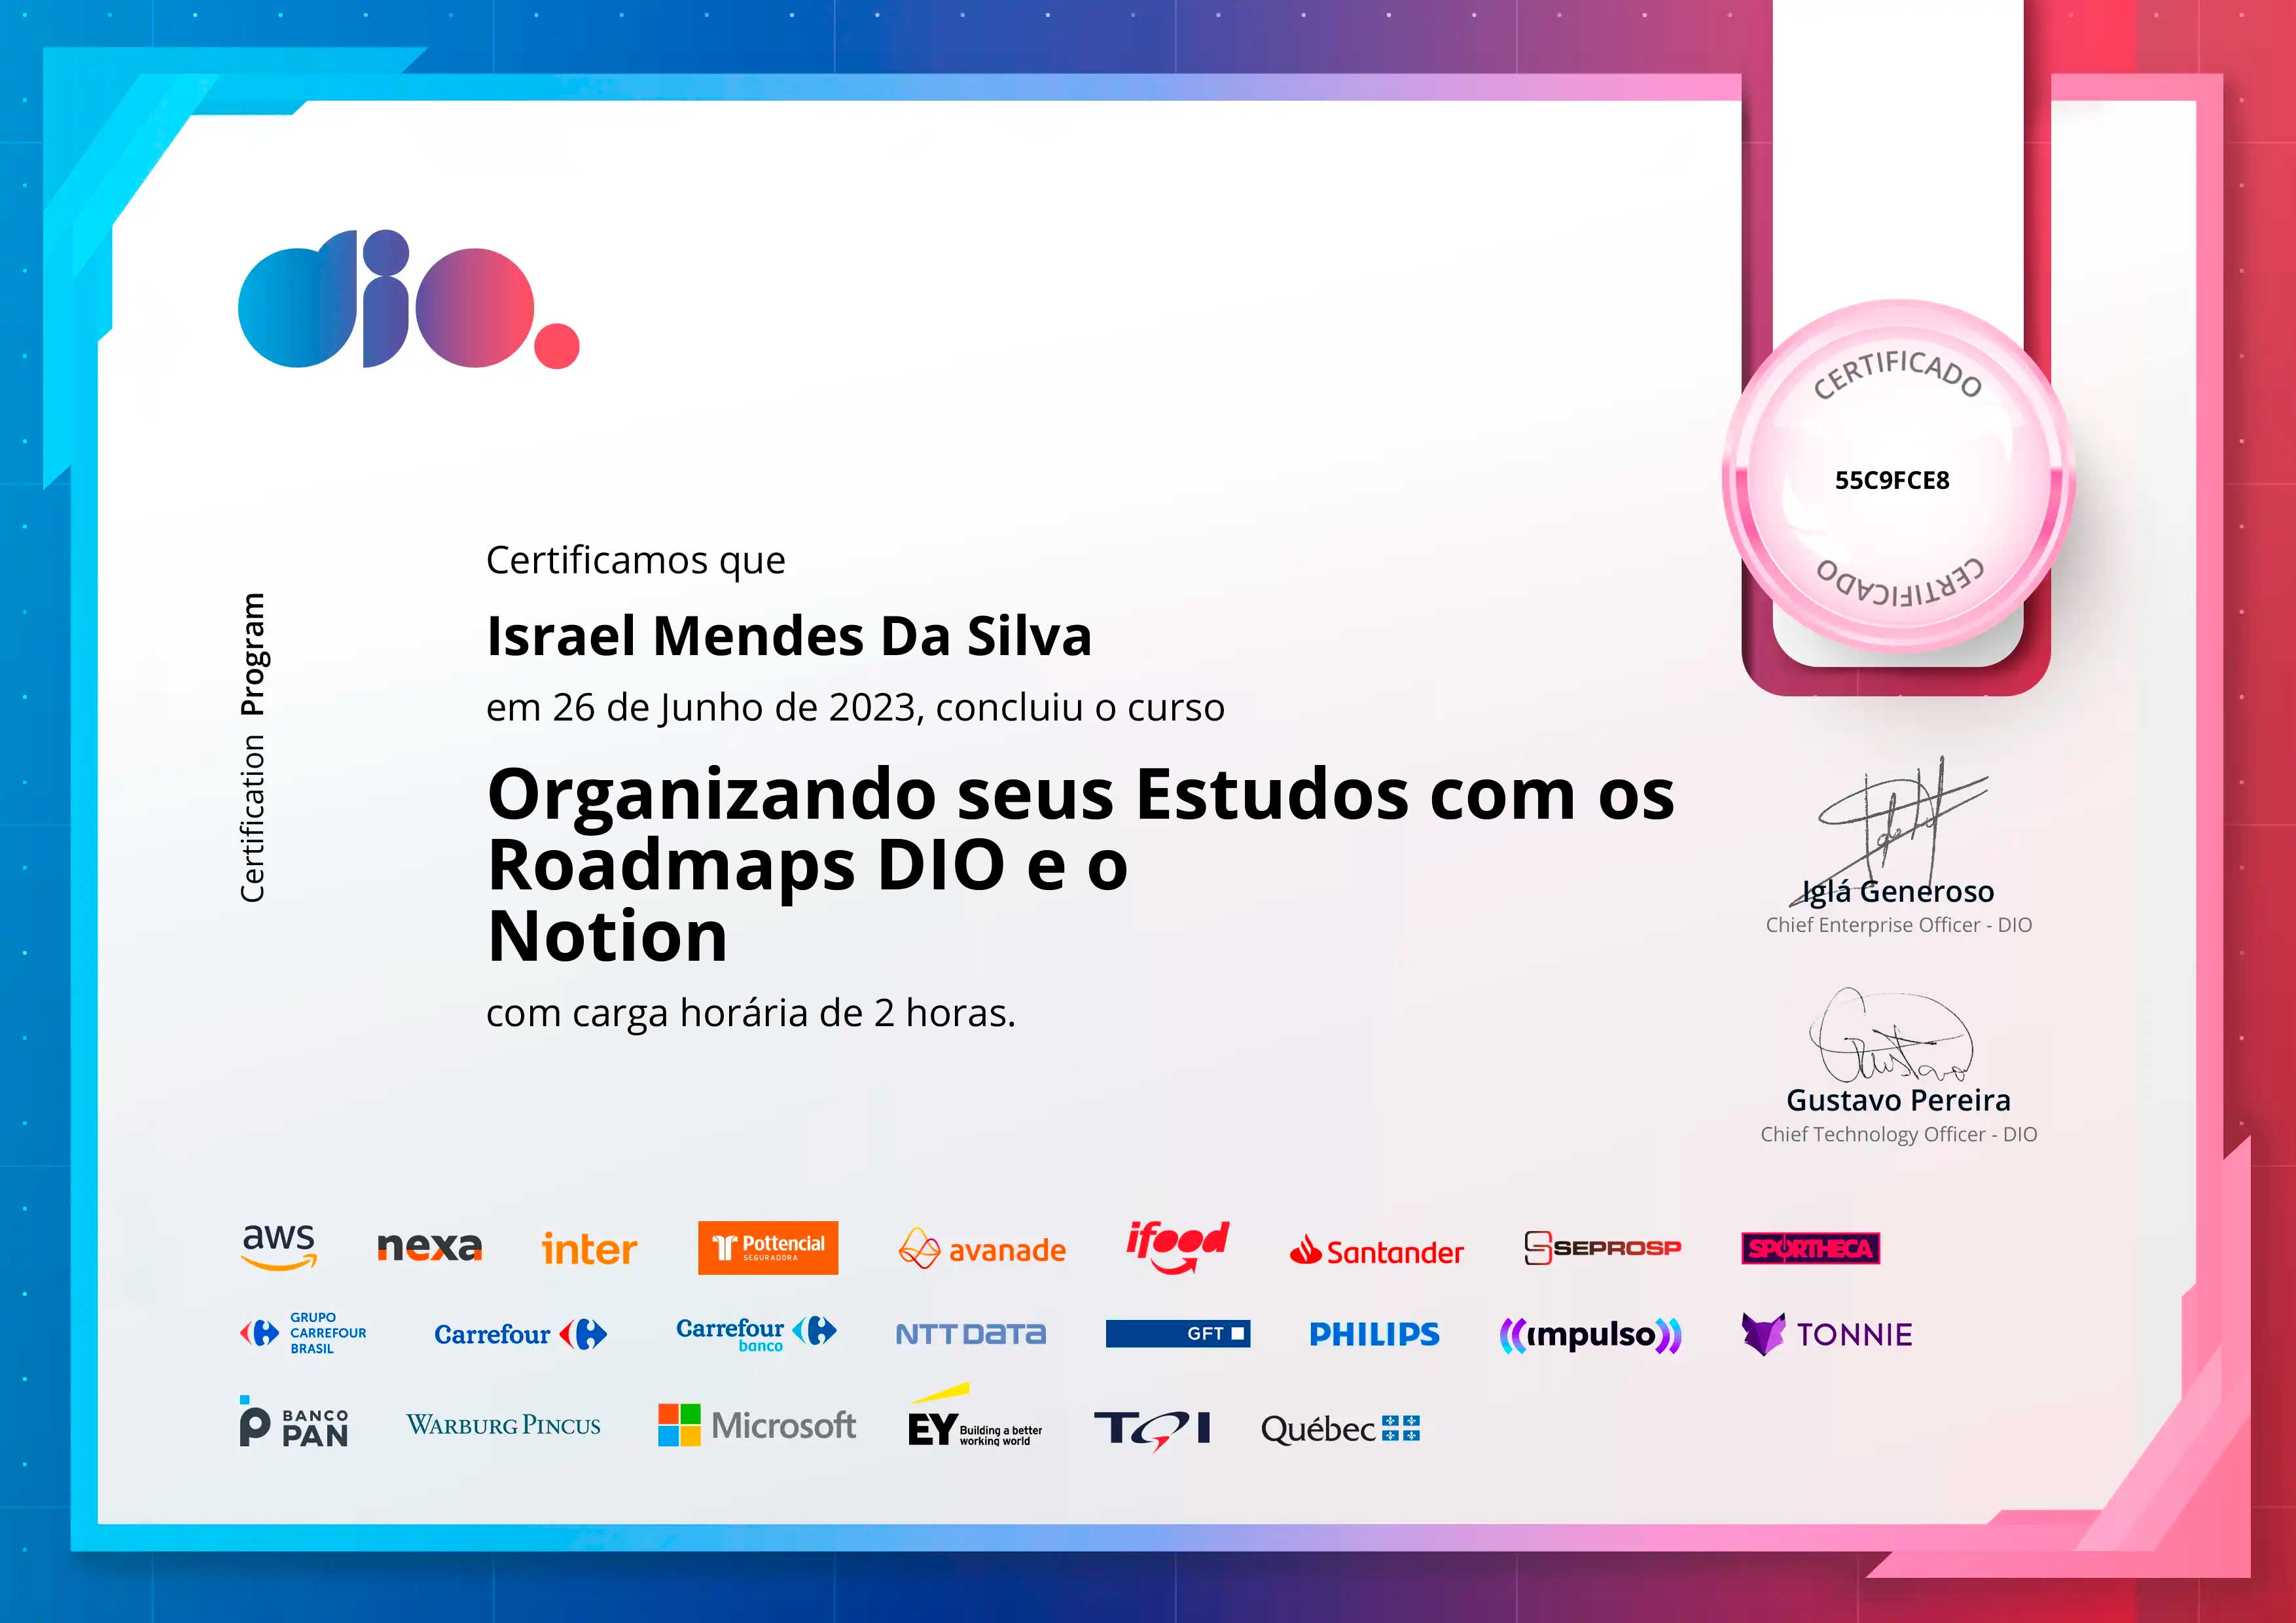 dio.
CERTIFICADO
55C9FCE8
CERTIFICADO
Certification Program
Certificamos que
Israel Mendes Da Silva
em 26 de Junho de 2023, concluiu o curso
Organizando seus Estudos com os
Roadmaps DIO e o
Notion
com carga horária de 2 horas.
Iglá Generoso
Chief Enterprise Officer - DIO
Gustavo
Gustavo Pereira
Chief Technology Officer - DIO
aws nexa inter Pottencial SEGURADORA avanade ifood Santander SEPROSP SPORTHECA
GRUPO CARREFOUR BRASIL Carrefour Carrefour banco NTT DATA GFT PHILIPS impulso TONNIE
BANCO PAN WARBURG PINCUS Microsoft EY Building a better working world TQI Québec